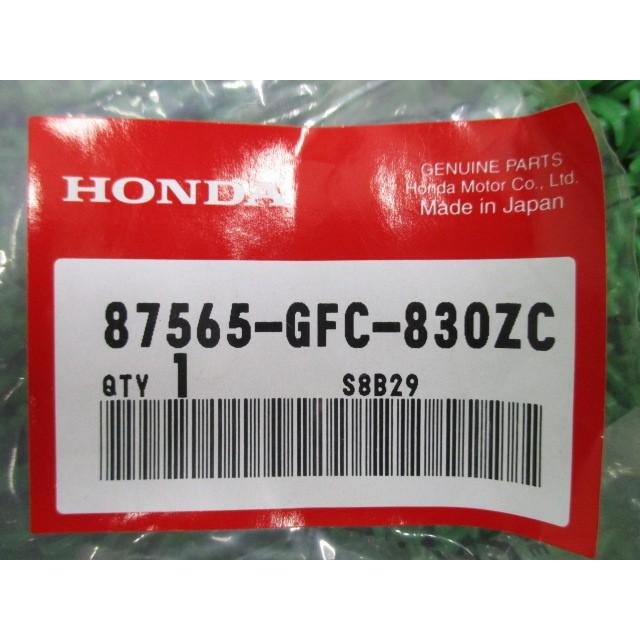 HONDA
GENUINE PARTS
Honda Motor Co., Ltd.
Made in Japan
87565-GFC-830ZC
QTY 1 S8B29